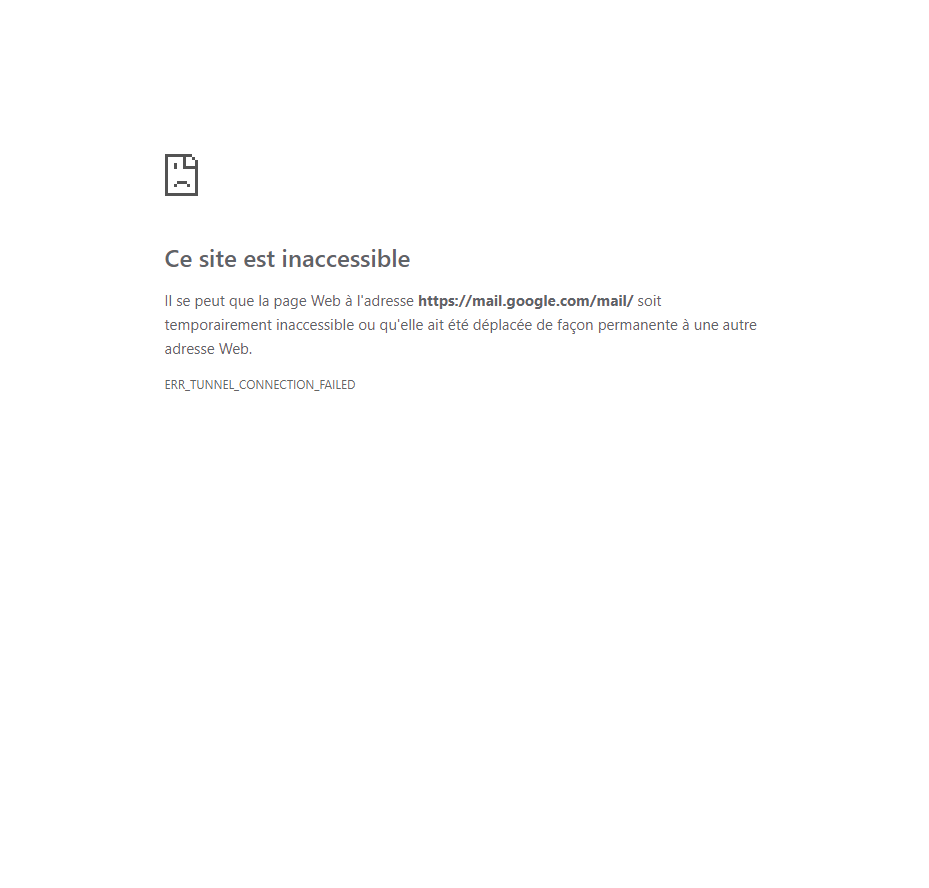 Ce site est inaccessible
Il se peut que la page Web à l'adresse https://mail.google.com/mail/ soit
temporairement inaccessible ou qu'elle ait été déplacée de façon permanente à une autre
adresse Web.
ERR_TUNNEL_CONNECTION_FAILED